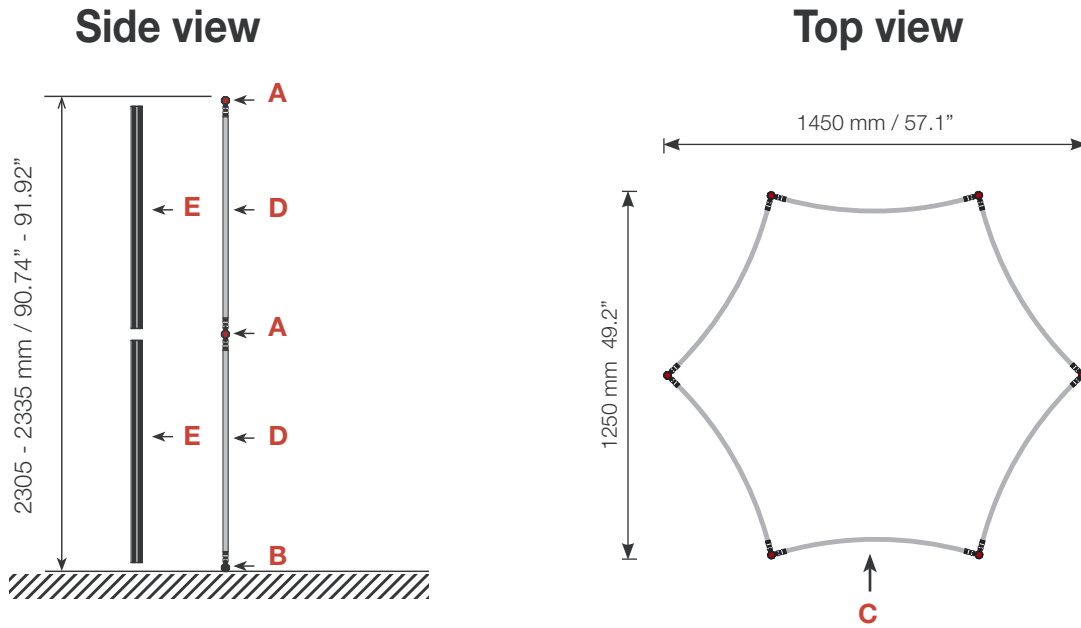 Side view
Top view
A
1450 mm / 57.1”
E
D
2305 - 2335 mm / 90.74” - 91.92”
A
1250 mm  49.2”
E
D
B
C